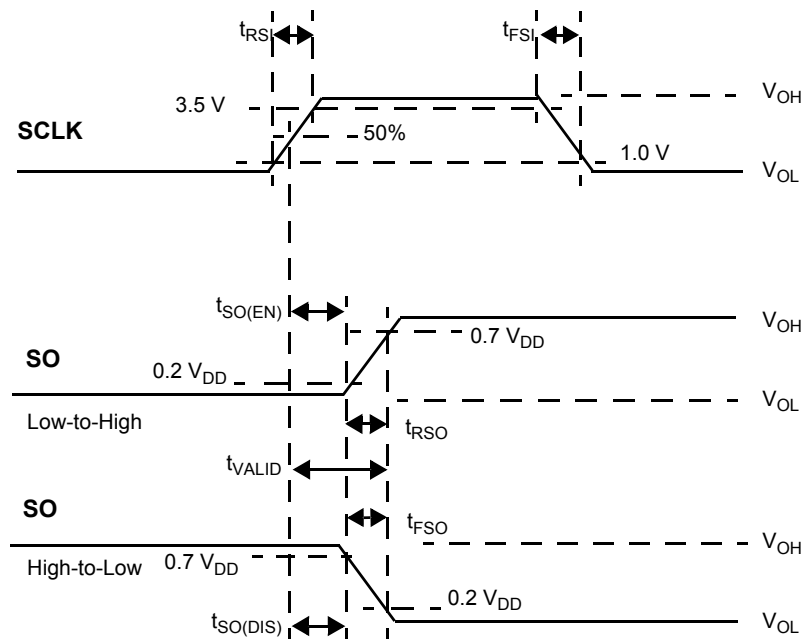 tRSI
tFSI
3.5 V
VOH
SCLK
50%
1.0 V
VOL
tSO(EN)
VOH
0.7 VDD
SO
0.2 VDD
VOL
Low-to-High
tRSO
tVALID
SO
tFSO
VOH
High-to-Low
0.7 VDD
0.2 VDD
tSO(DIS)
VOL